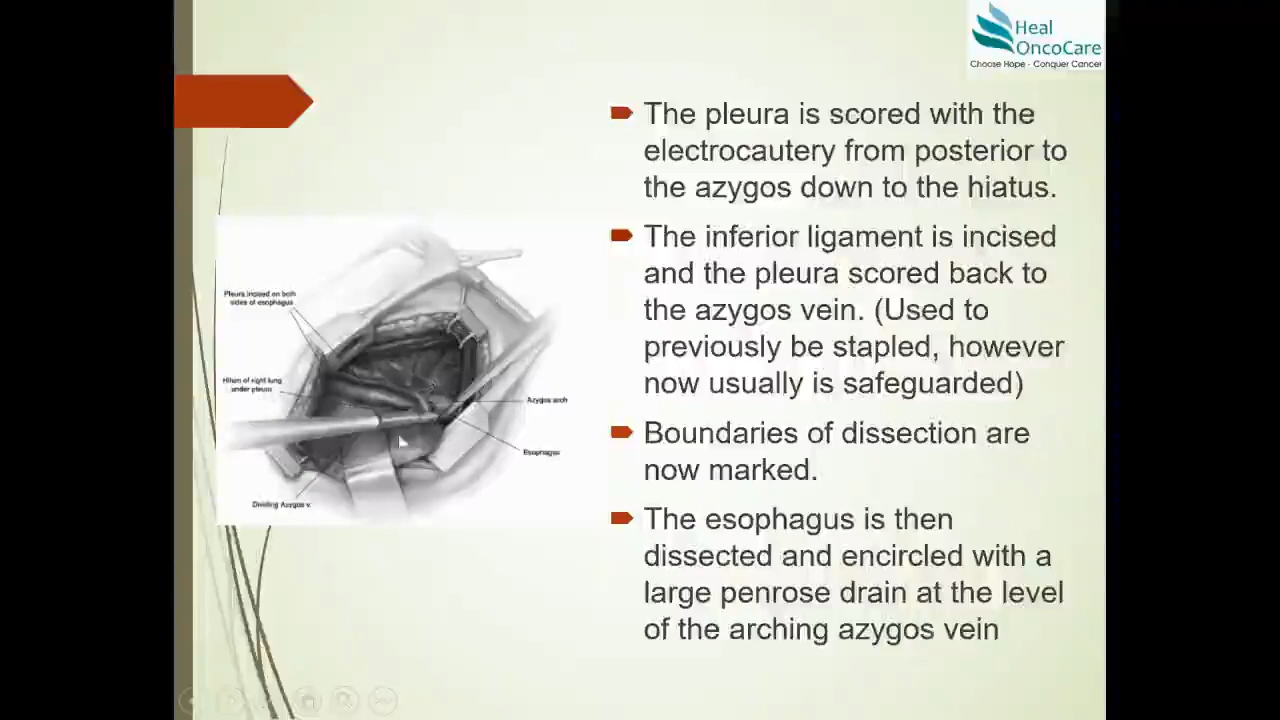 Heal
OncoCare
Choose Hope - Conquer Cancer
The pleura is scored with the
electrocautery from posterior to
the azygos down to the hiatus.
The inferior ligament is incised
and the pleura scored back to
the azygos vein. (Used to
previously be stapled, however
now usually is safeguarded)
Boundaries of dissection are
now marked.
The esophagus is then
dissected and encircled with a
large penrose drain at the level
of the arching azygos vein
Pleura incised on both
sides of esophagus
Hilum of right lung
under pleura
Azygos arch
Esophagus
Dividing Azygos v.